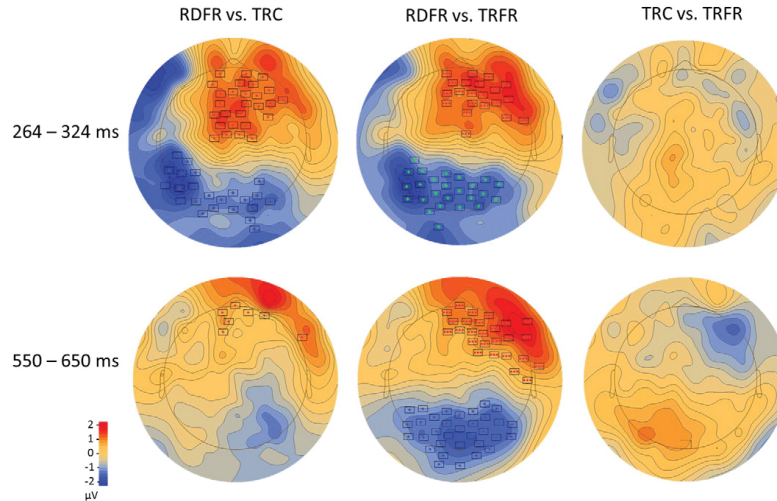 RDFR vs. TRC
RDFR vs. TRFR
TRC vs. TRFR
264 – 324 ms
550 – 650 ms
2
1
0
-1
-2
μV